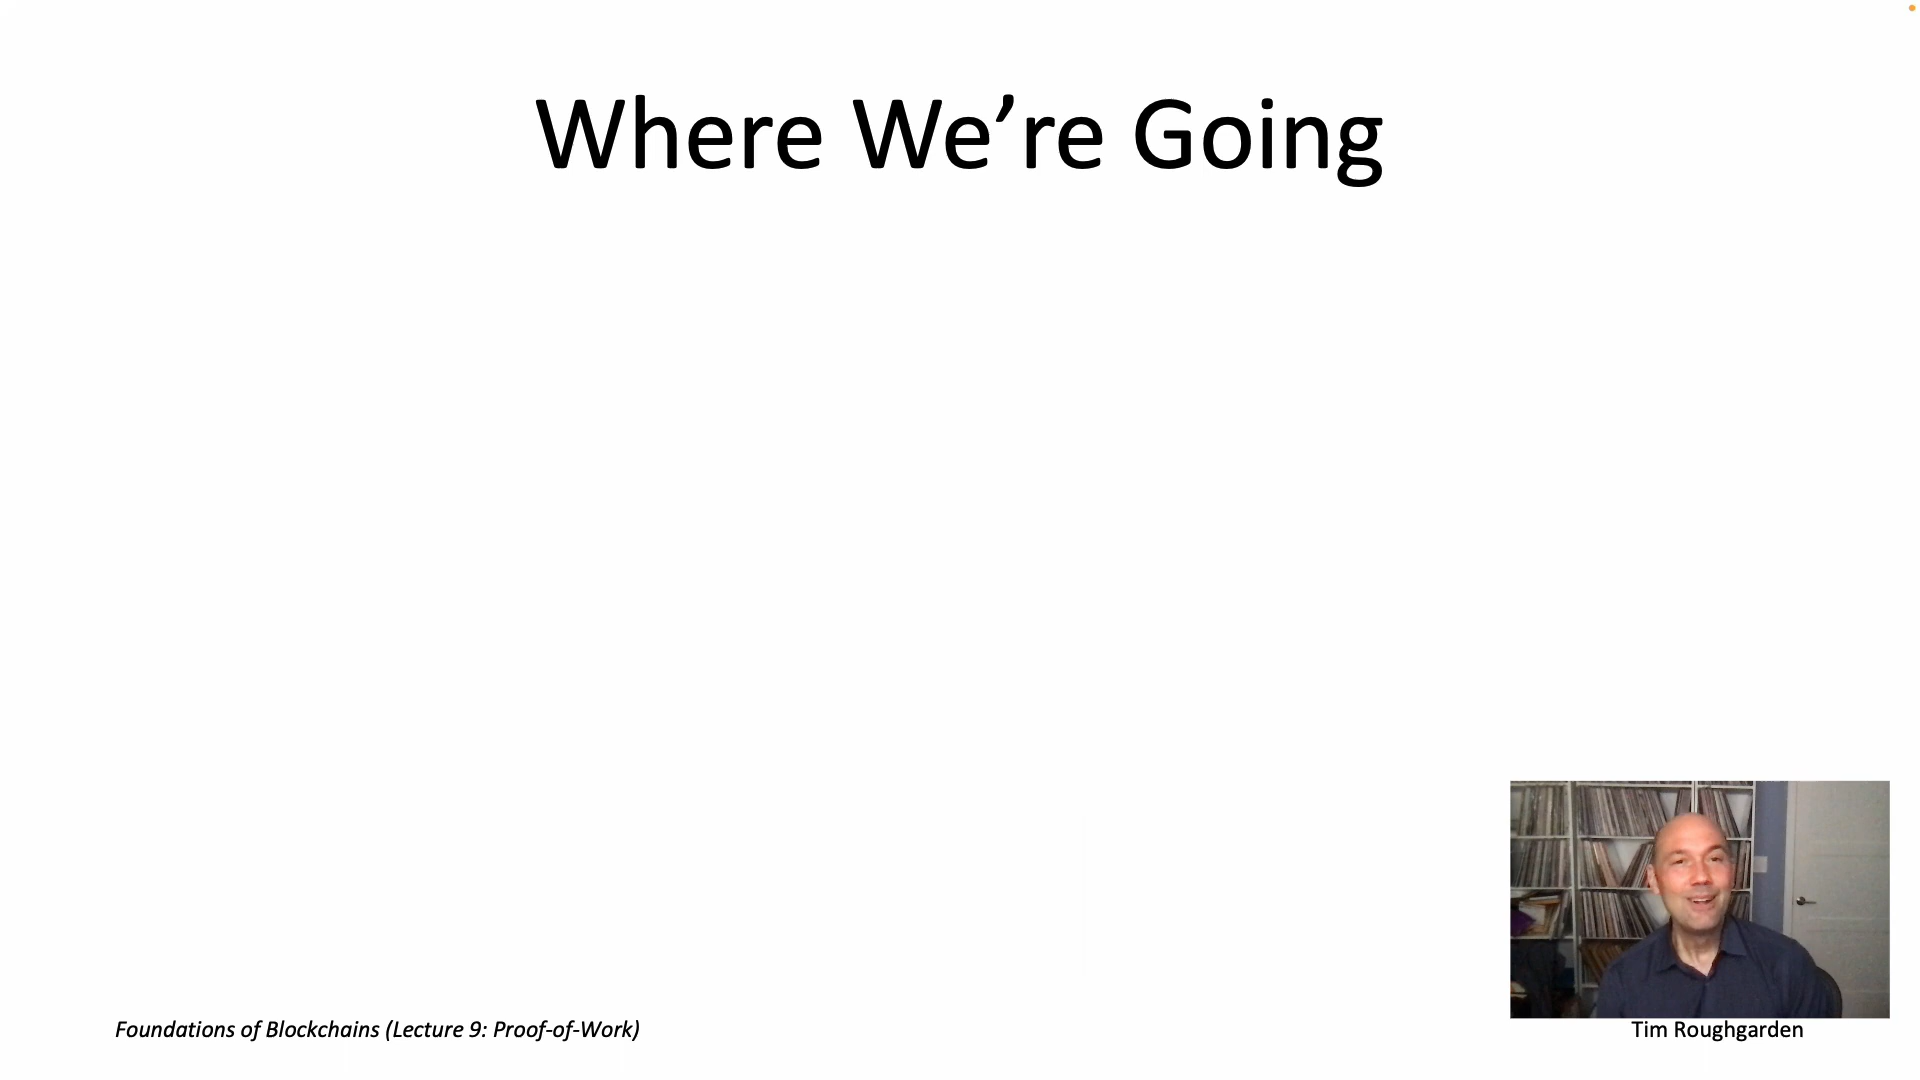 Where We’re Going
Foundations of Blockchains (Lecture 9: Proof-of-Work)
Tim Roughgarden